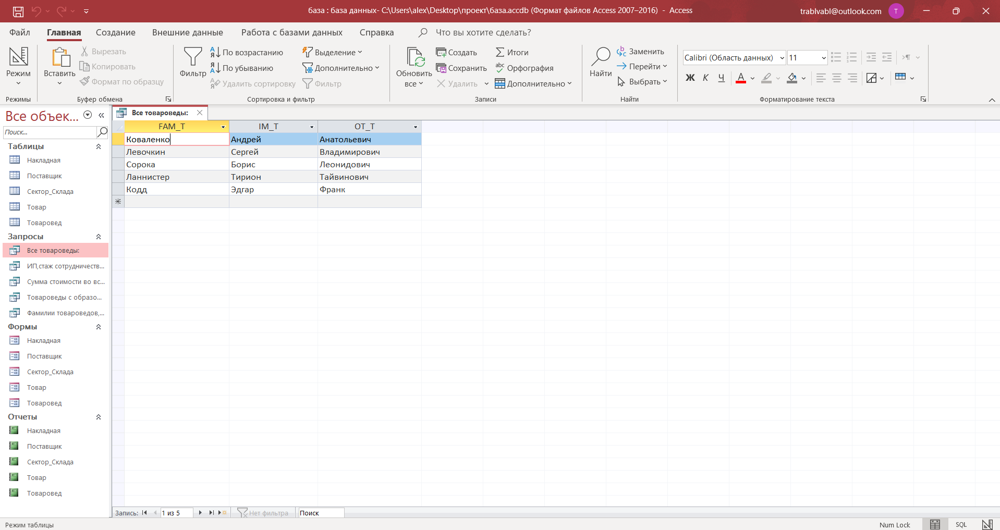 база : база данных- C:\Users\alex\Desktop\проект\база.accdb (Формат файлов Access 2007–2016) - Access
trablvabl@outlook.com
T
Файл Главная Создание Внешние данные Работа с базами данных Справка Что вы хотите сделать?
Режим
Режимы
Вставить
Вырезать
Копировать
Формат по образцу
Буфер обмена
Фильтр
По возрастанию
По убыванию
Удалить сортировку
Выделение
Дополнительно
Фильтр
Сортировка и фильтр
Обновить
все
Создать
Сохранить
Удалить
Итоги
Орфография
Дополнительно
Записи
Найти
Заменить
Перейти
Выбрать
Найти
Calibri (Область данных) 11
Ж К Ч А
Форматирование текста
Все объек...
Поиск...
Таблицы
Накладная
Поставщик
Сектор_Склада
Товар
Товаровед
Запросы
Все товароведы:
ИП,стаж сотрудничеств...
Сумма стоимости во вс...
Товароведы с образо...
Фамилии товароведов,...
Формы
Накладная
Поставщик
Сектор_Склада
Товар
Товаровед
Отчеты
Накладная
Поставщик
Сектор_Склада
Товар
Товаровед
Все товароведы:
FAM_T IM_T OT_T
Коваленко Андрей Анатольевич
Левочкин Сергей Владимирович
Сорока Борис Леонидович
Ланнистер Тирион Тайвинович
Кодд Эдгар Франк
Запись: 1 из 5 Нет фильтра Поиск
Режим таблицы
Num Lock
SQL